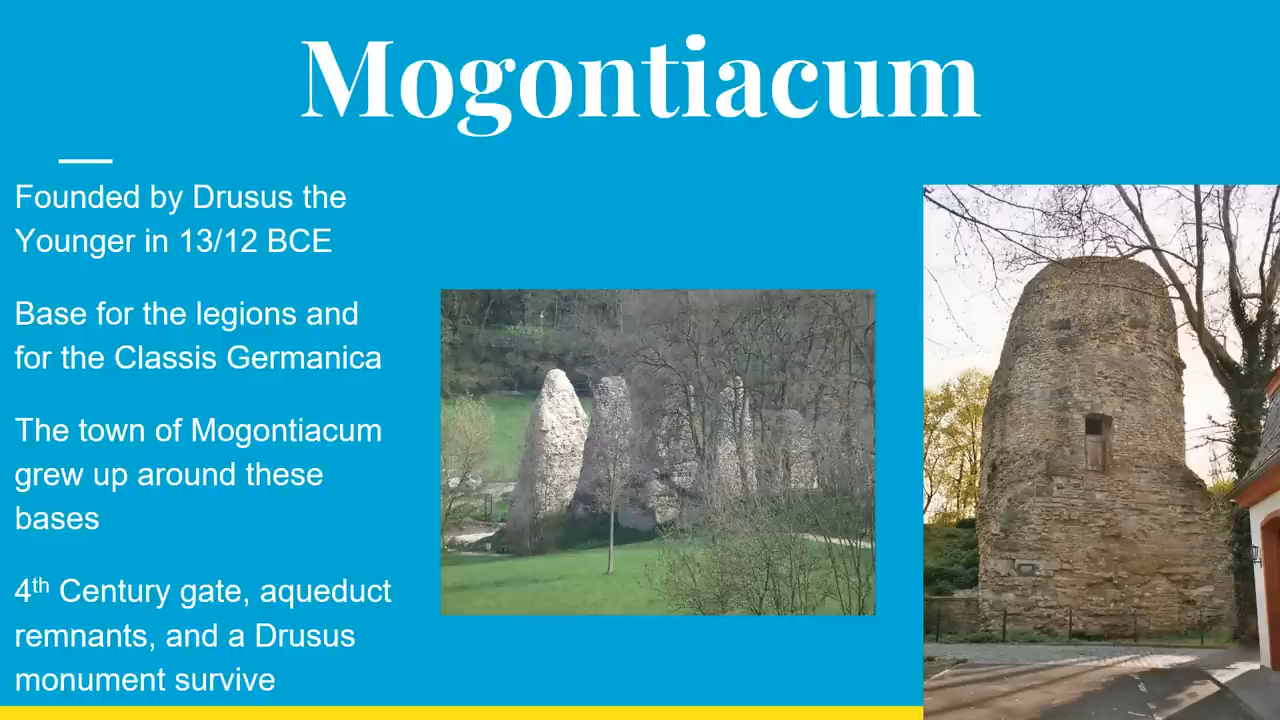 Mogontiacum
Founded by Drusus the
Younger in 13/12 BCE
Base for the legions and
for the Classis Germanica
The town of Mogontiacum
grew up around these
bases
4th Century gate, aqueduct
remnants, and a Drusus
monument survive